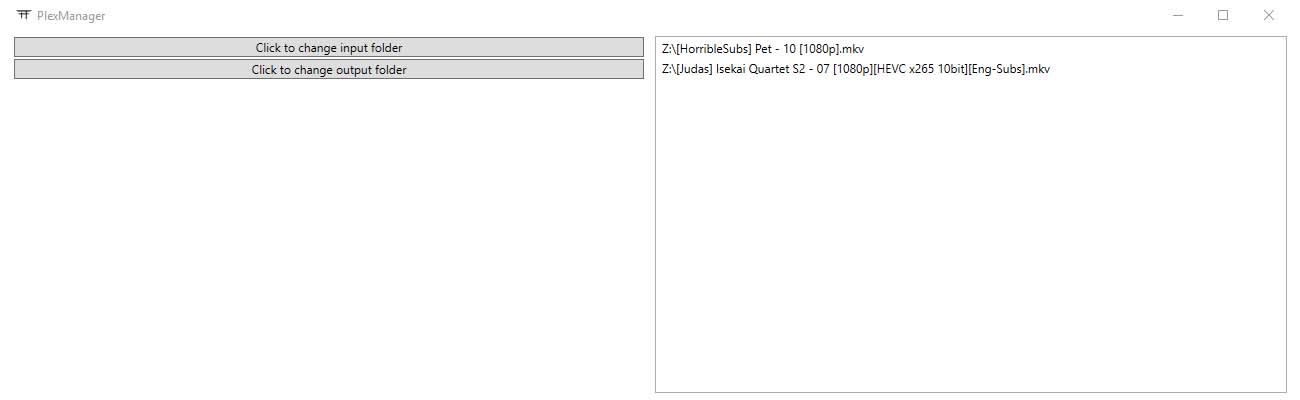 PlexManager
Click to change input folder
Click to change output folder
Z:\[HorribleSubs] Pet - 10 [1080p].mkv
Z:\[Judas] Isekai Quartet S2 - 07 [1080p][HEVC x265 10bit][Eng-Subs].mkv